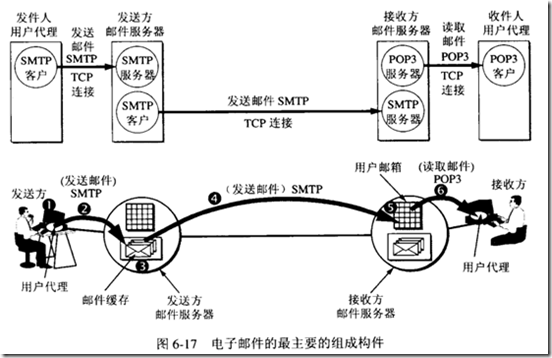 发件人
用户代理
发送方
邮件服务器
接收方
邮件服务器
收件人
用户代理
SMTP
客户
发送
邮件
SMTP
TCP
连接
SMTP
服务器
SMTP
客户
发送邮件 SMTP
TCP 连接
POP3
服务器
SMTP
服务器
读取
邮件
POP3
TCP
连接
POP3
客户
发送方
❶
(发送邮件)
SMTP
❷
❸
❹
(发送邮件) SMTP
用户邮箱
❺
❻
(读取邮件)
POP3
接收方
用户代理
邮件缓存
发送方
邮件服务器
接收方
邮件服务器
用户代理
图 6-17 电子邮件的最主要的组成构件